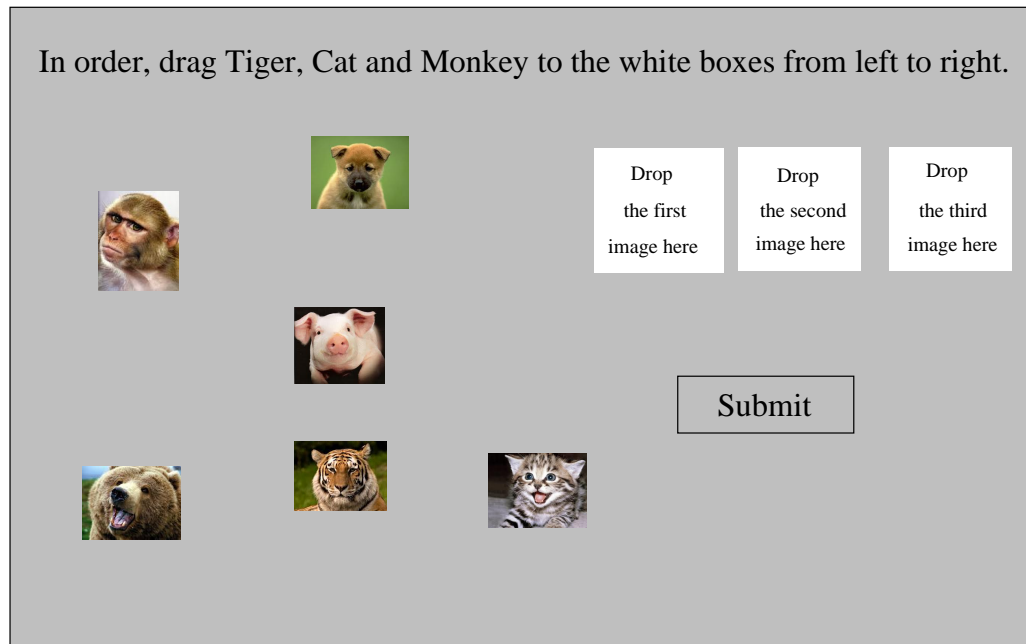 In order, drag Tiger, Cat and Monkey to the white boxes from left to right.
Drop
the first
image here
Drop
the second
image here
Drop
the third
image here
Submit